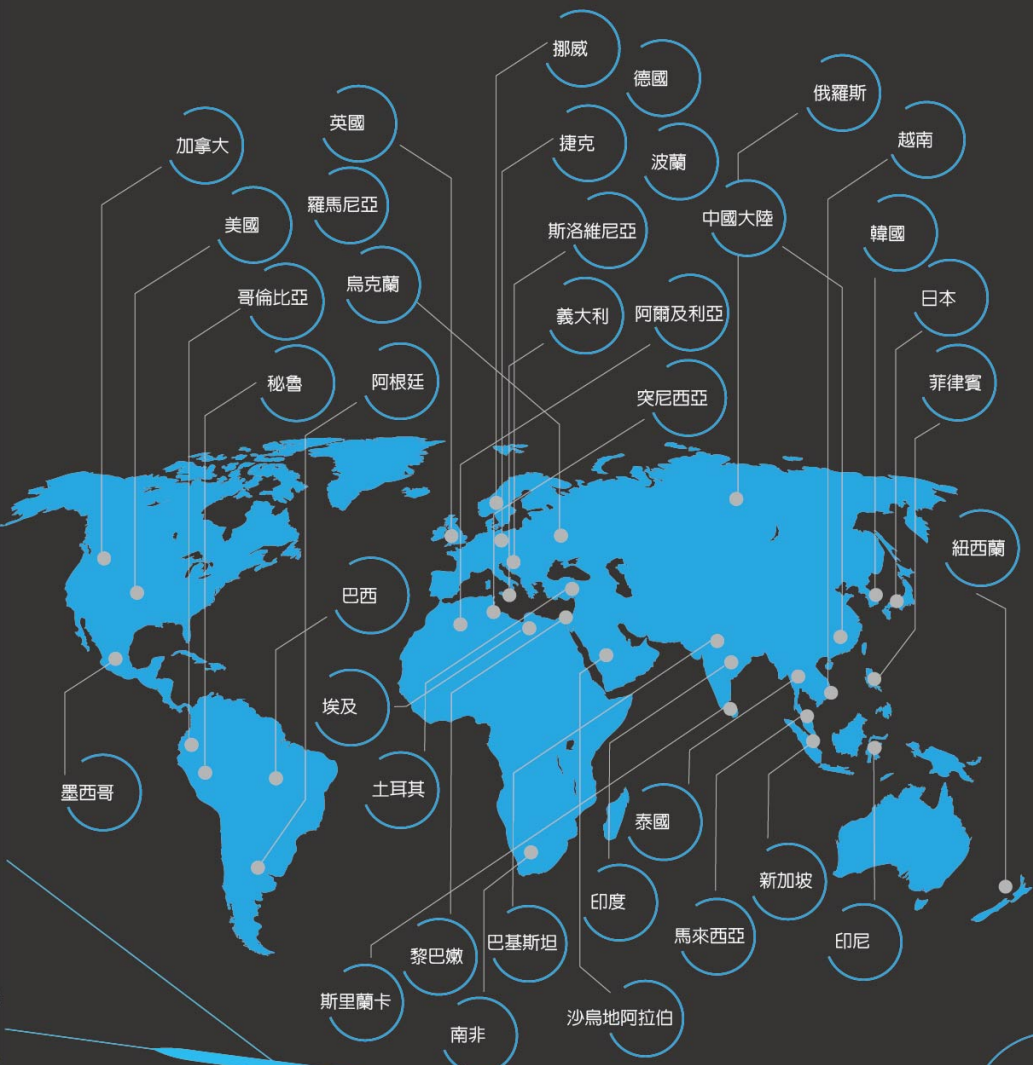 挪威
德國
俄羅斯
英國
加拿大
捷克
越南
波蘭
羅馬尼亞
美國
斯洛維尼亞
中國大陸
韓國
烏克蘭
哥倫比亞
日本
義大利
阿爾及利亞
秘魯
阿根廷
突尼西亞
菲律賓
紐西蘭
巴西
埃及
墨西哥
土耳其
泰國
新加坡
印度
黎巴嫩
巴基斯坦
馬來西亞
印尼
斯里蘭卡
南非
沙烏地阿拉伯